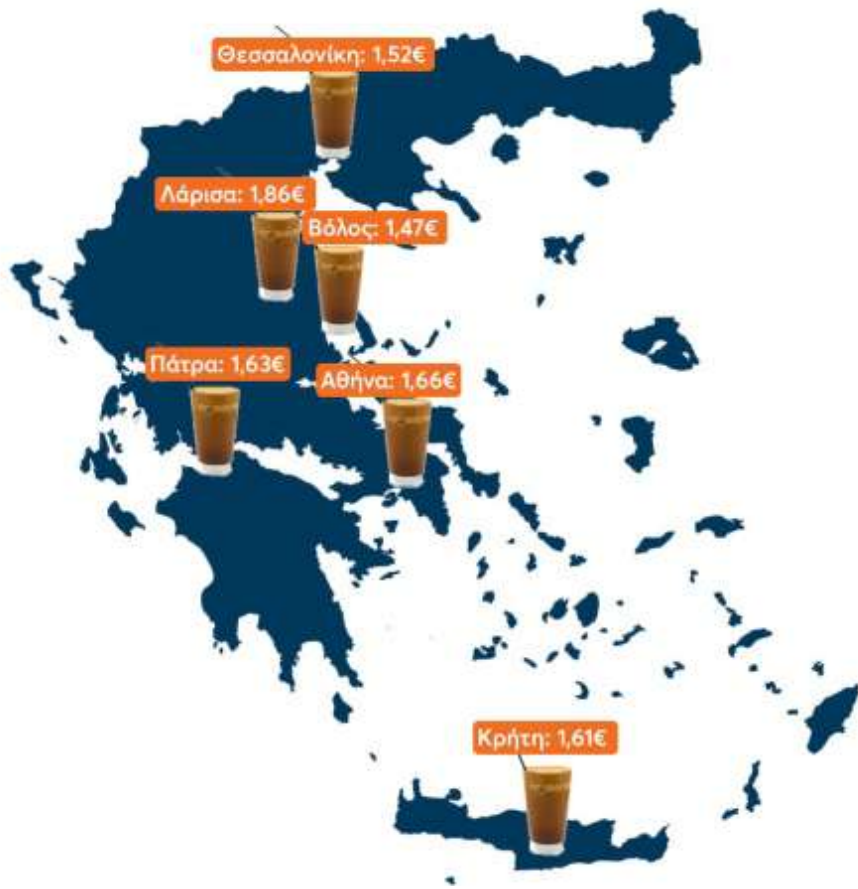 Θεσσαλονίκη: 1,52€
Λάρισα: 1,86€
Βόλος: 1,47€
Πάτρα: 1,63€
Αθήνα: 1,66€
Κρήτη: 1,61€